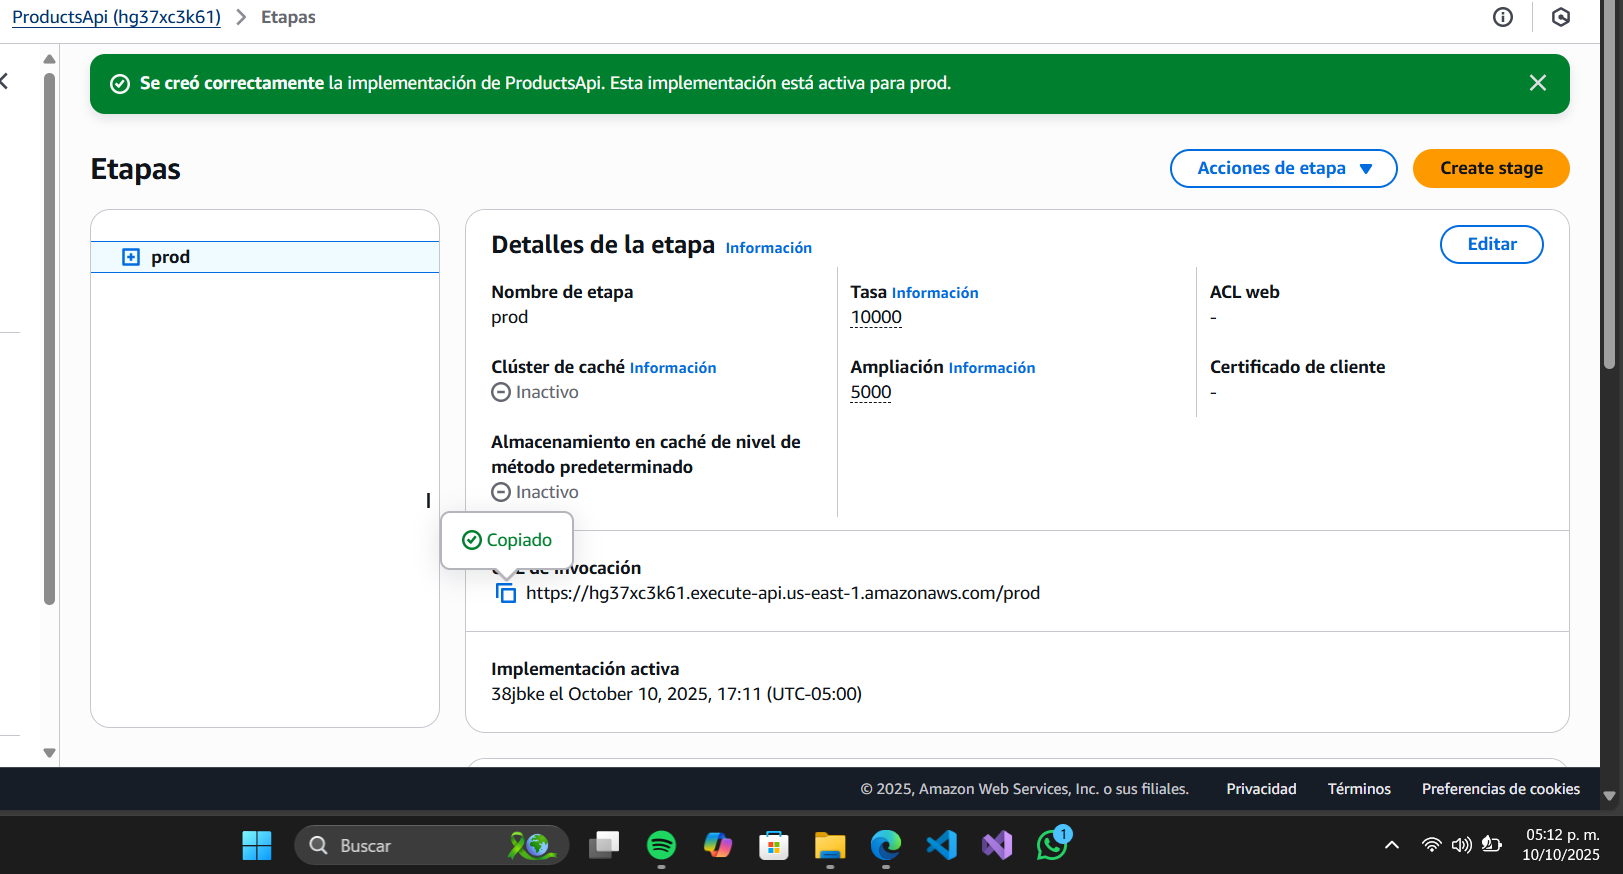 ProductsApi (hg37xc3k61) > Etapas
Se creó correctamente la implementación de ProductsApi. Esta implementación está activa para prod.
Etapas
Acciones de etapa
Create stage
prod
Detalles de la etapa Información
Editar
Nombre de etapa
prod
Tasa Información
10000
ACL web
-
Clúster de caché Información
Inactivo
Ampliación Información
5000
Certificado de cliente
-
Almacenamiento en caché de nivel de
método predeterminado
Inactivo
Copiado
de invocación
https://hg37xc3k61.execute-api.us-east-1.amazonaws.com/prod
Implementación activa
38jbke el October 10, 2025, 17:11 (UTC-05:00)
© 2025, Amazon Web Services, Inc. o sus filiales.
Privacidad
Términos
Preferencias de cookies
Buscar
1
05:12 p. m.
10/10/2025